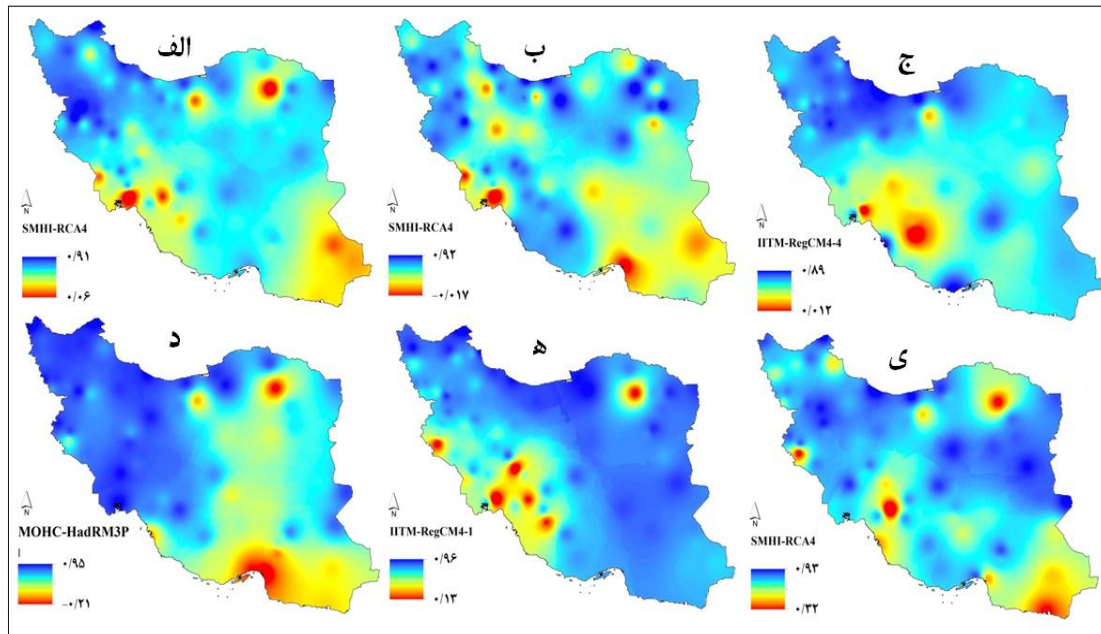 الف
N
SMHI-RCA4
۰/۹۱
۰/۰۶
ب
N
SMHI-RCA4
۰/۹۲
-۰/۰۱۷
ج
N
IITM-RegCM4-4
۰/۸۹
۰/۰۱۲
د
N
MOHC-HadRM3P
۰/۹۵
-۰/۲۱
ه
N
IITM-RegCM4-1
۰/۹۶
۰/۱۳
ی
N
SMHI-RCA4
۰/۹۳
۰/۳۲